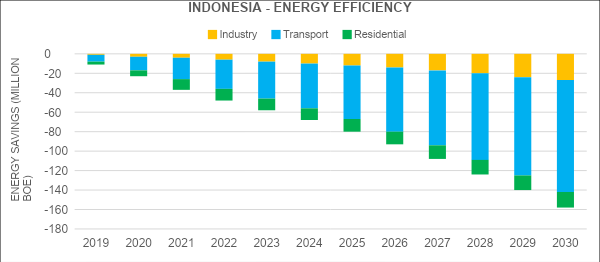 INDONESIA - ENERGY EFFICIENCY
Industry Transport Residential
ENERGY SAVINGS (MILLION
BOE)
0
-20
-40
-60
-80
-100
-120
-140
-160
-180
2019 2020 2021 2022 2023 2024 2025 2026 2027 2028 2029 2030